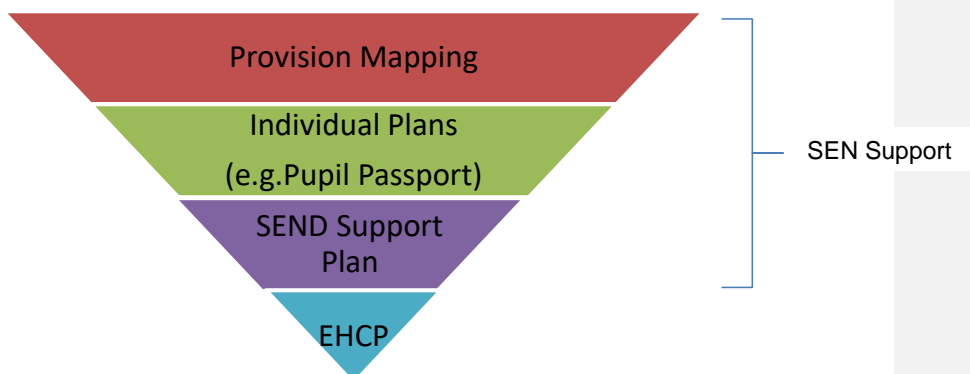 Provision Mapping
Individual Plans
(e.g.Pupil Passport)
SEN Support
SEND Support
Plan
EHCP